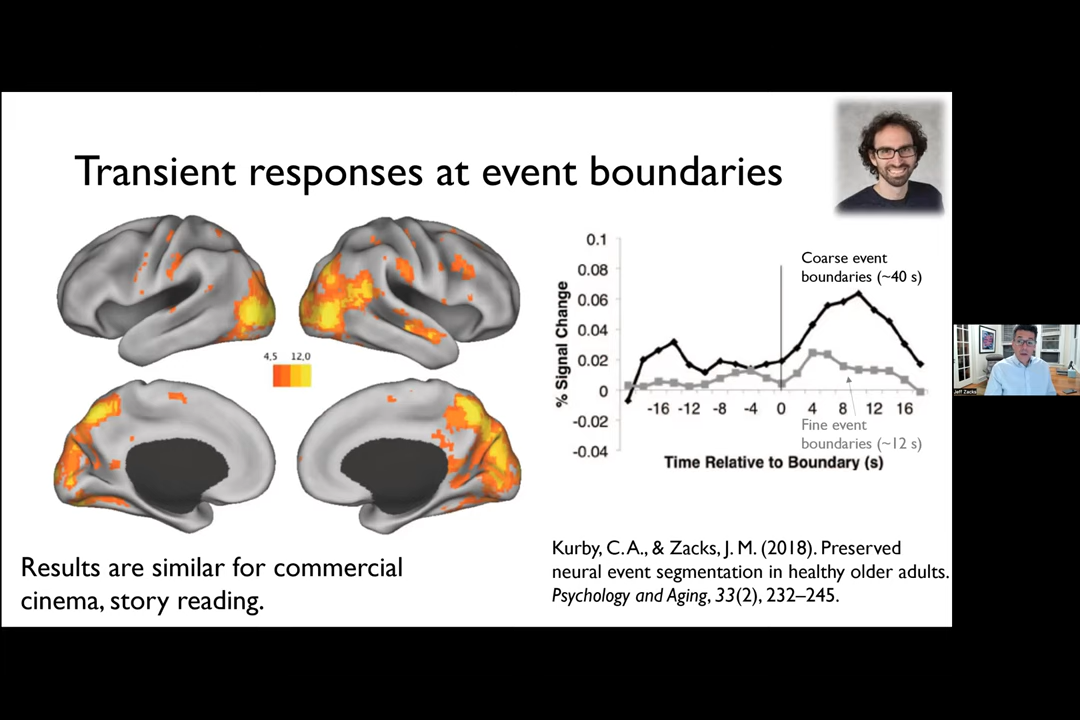 Transient responses at event boundaries
4,5 12,0
0.1
0.08
0.06
0.04
0.02
0
-0.02
-0.04
% Signal Change
Coarse event
boundaries (~40 s)
-16 -12 -8 -4 0 4 8 12 16
Fine event
boundaries (~12 s)
Time Relative to Boundary (s)
Results are similar for commercial
cinema, story reading.
Kurby, C. A., & Zacks, J. M. (2018). Preserved
neural event segmentation in healthy older adults.
Psychology and Aging, 33(2), 232–245.
Jeff Zacks